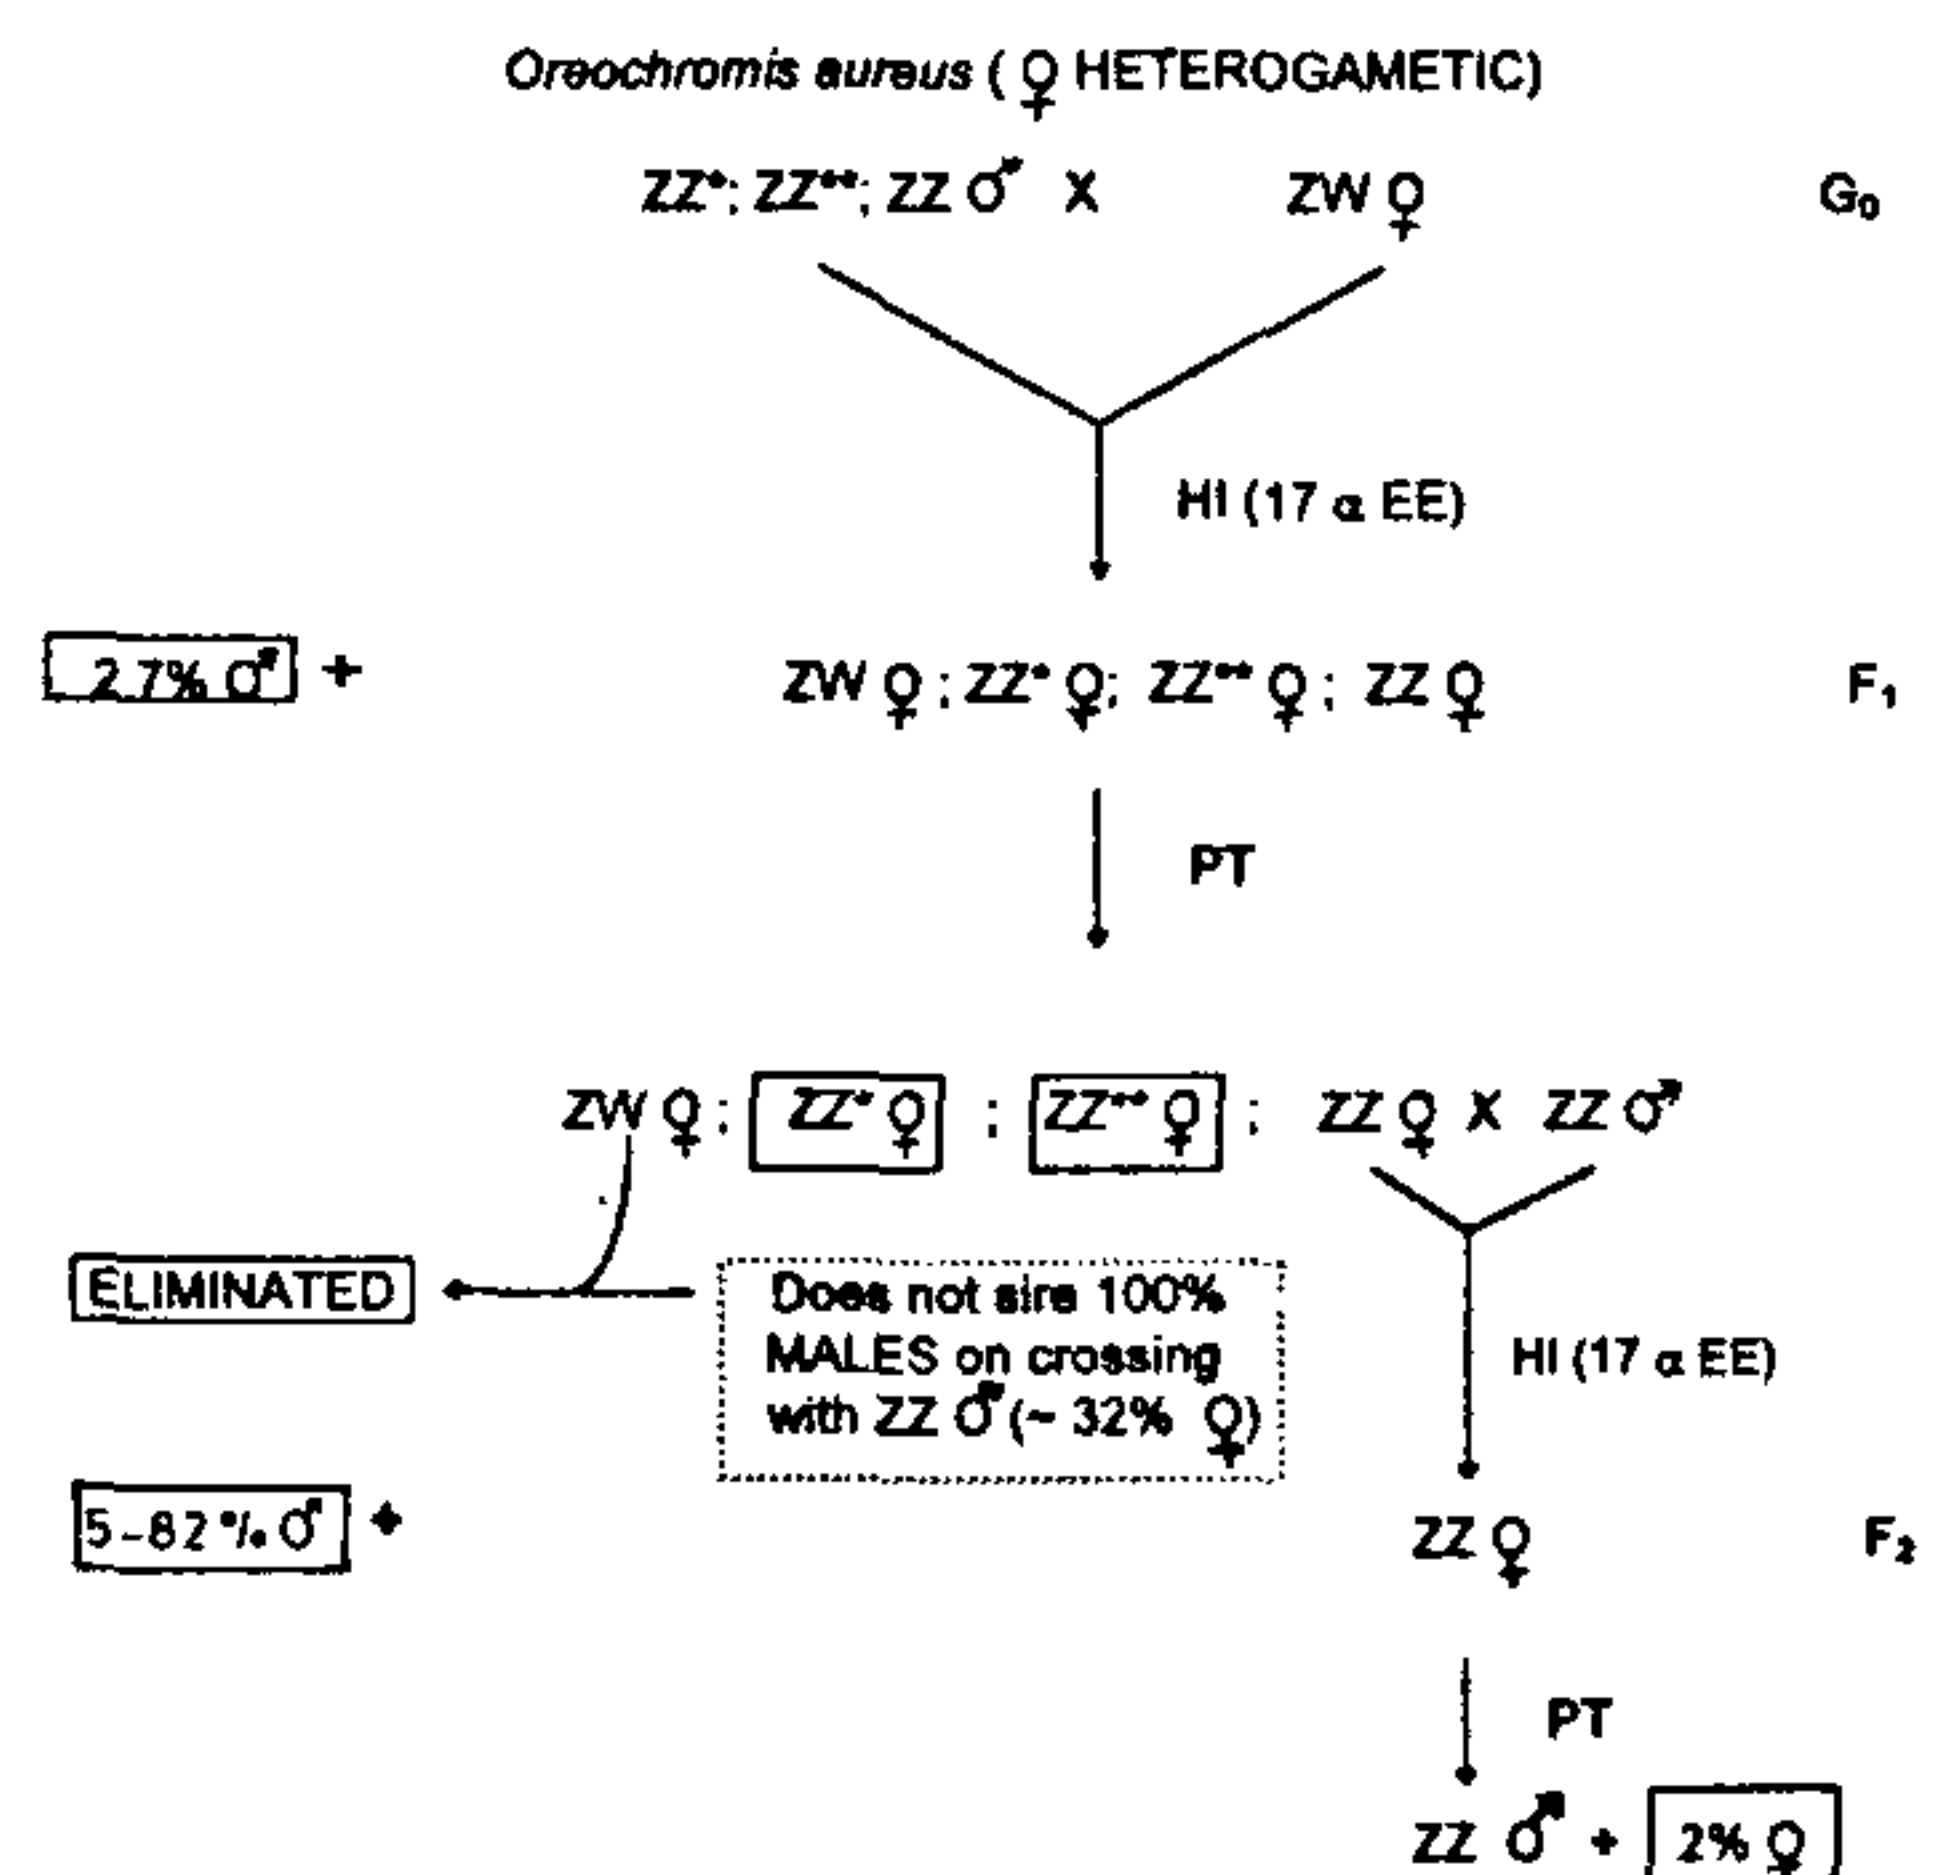 Oreochromis aureus ( ♀ HETEROGAMETIC)
ZZ*; ZZ**; ZZ ♂ X ZW ♀ G₀
HI (17 α EE)
2.7% ♂ + ZW ♀ : ZZ* ♀; ZZ** ♀ ; ZZ ♀ F₁
PT
ZW ♀ : ZZ* ♀ : ZZ** ♀ : ZZ ♀ X ZZ ♂
ELIMINATED
Does not sire 100%
MALES on crossing
with ZZ ♂ (~ 32% ♀)
HI (17 α EE)
5-82 % ♂ + ZZ ♀ F₂
PT
ZZ ♂ + 2% ♀